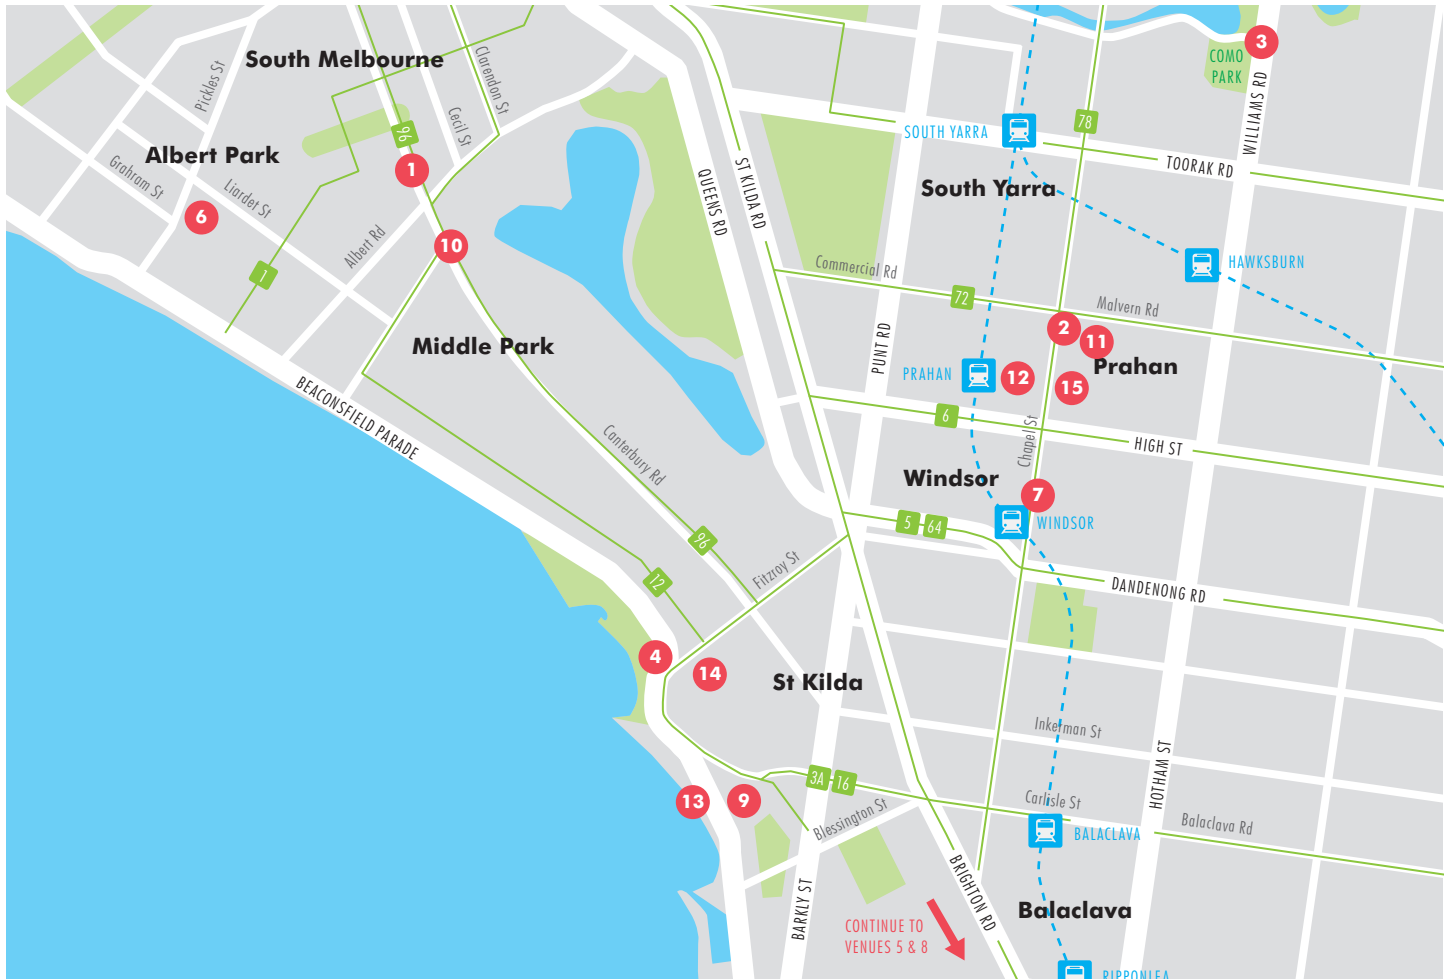 South Melbourne
Pickles St
Clarendon St
Cecil St
96
3
COMO
PARK
WILLIAMS RD
78
SOUTH YARRA
TOORAK RD
Albert Park
1
Grahram St
Liardet St
6
Albert Rd
10
1
QUEENS RD
ST KILDA RD
South Yarra
HAWKSBURN
Commercial Rd
72
Malvern Rd
2
11
Middle Park
PUNT RD
PRAHAN
12
15
Prahan
BEACONSFIELD PARADE
6
Chapel St
HIGH ST
Canterbury Rd
Windsor
7
WINDSOR
5
64
96
Fitzroy St
12
DANDENONG RD
4
14
St Kilda
Inkerman St
HOTHAM ST
3A
16
13
9
Blessington St
Carlisle St
BALACLAVA
Balaclava Rd
BARKLY ST
BRIGHTON RD
Balaclava
CONTINUE TO
VENUES 5 & 8
RIPPONLEA